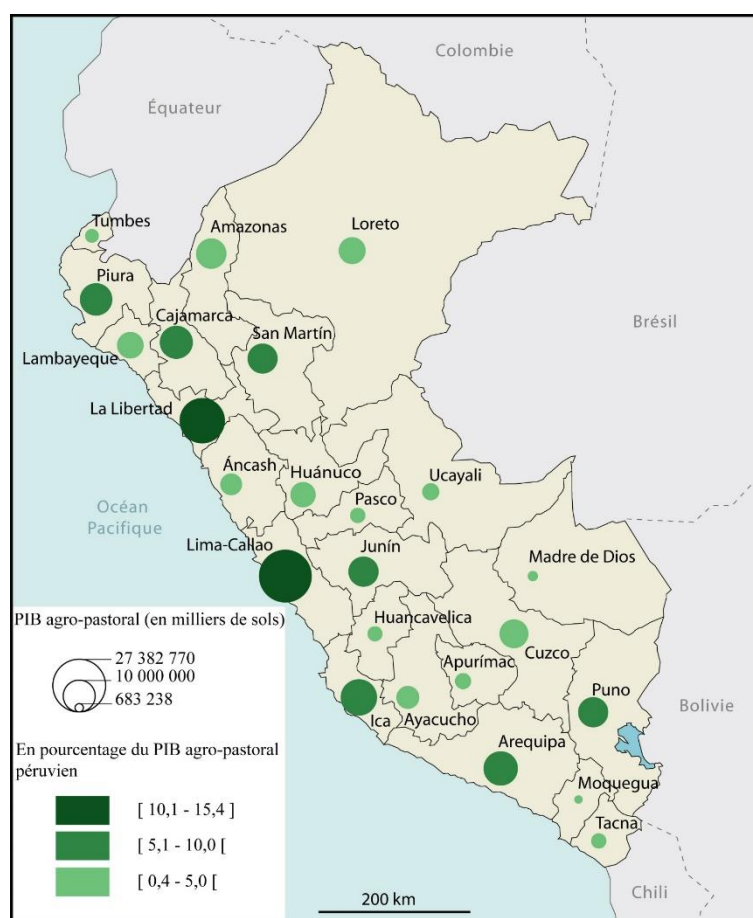 Colombie
Équateur
Tumbes
Amazonas
Loreto
Piura
Brésil
Cajamarca
San Martín
Lambayeque
La Libertad
Áncash
Huánuco
Ucayali
Pasco
Océan
Pacifique
Lima-Callao
Junín
Madre de Dios
Huancavelica
Cuzco
Apurímac
Puno
Ica
Ayacucho
Bolivie
Arequipa
Moquegua
Tacna
Chili
PIB agro-pastoral (en milliers de sols)
27 382 770
10 000 000
683 238
En pourcentage du PIB agro-pastoral
péruvien
[ 10,1 - 15,4 ]
[ 5,1 - 10,0 [
[ 0,4 - 5,0 [
200 km